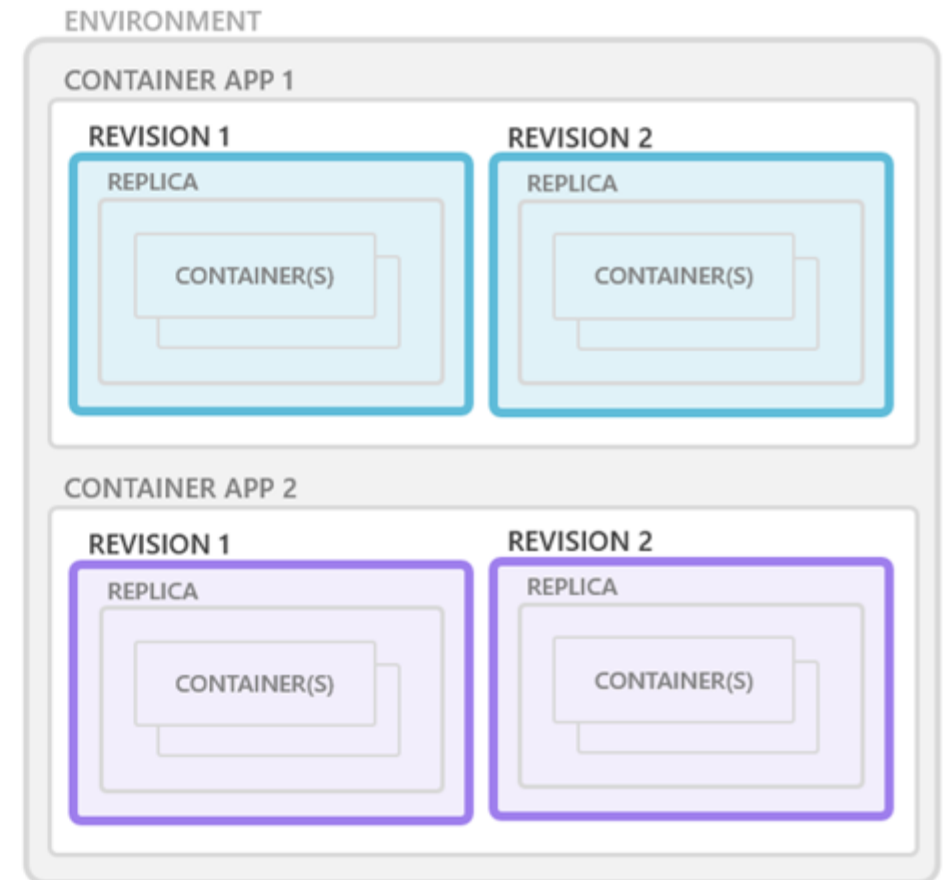 ENVIRONMENT
CONTAINER APP 1
REVISION 1
REVISION 2
REPLICA
REPLICA
CONTAINER(S)
CONTAINER(S)
CONTAINER APP 2
REVISION 1
REVISION 2
REPLICA
REPLICA
CONTAINER(S)
CONTAINER(S)